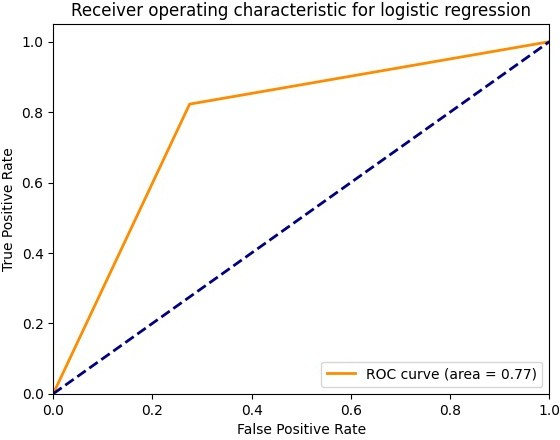 Receiver operating characteristic for logistic regression
True Positive Rate
1.0
0.8
0.6
0.4
0.2
0.0
ROC curve (area = 0.77)
0.0 0.2 0.4 0.6 0.8 1.0
False Positive Rate